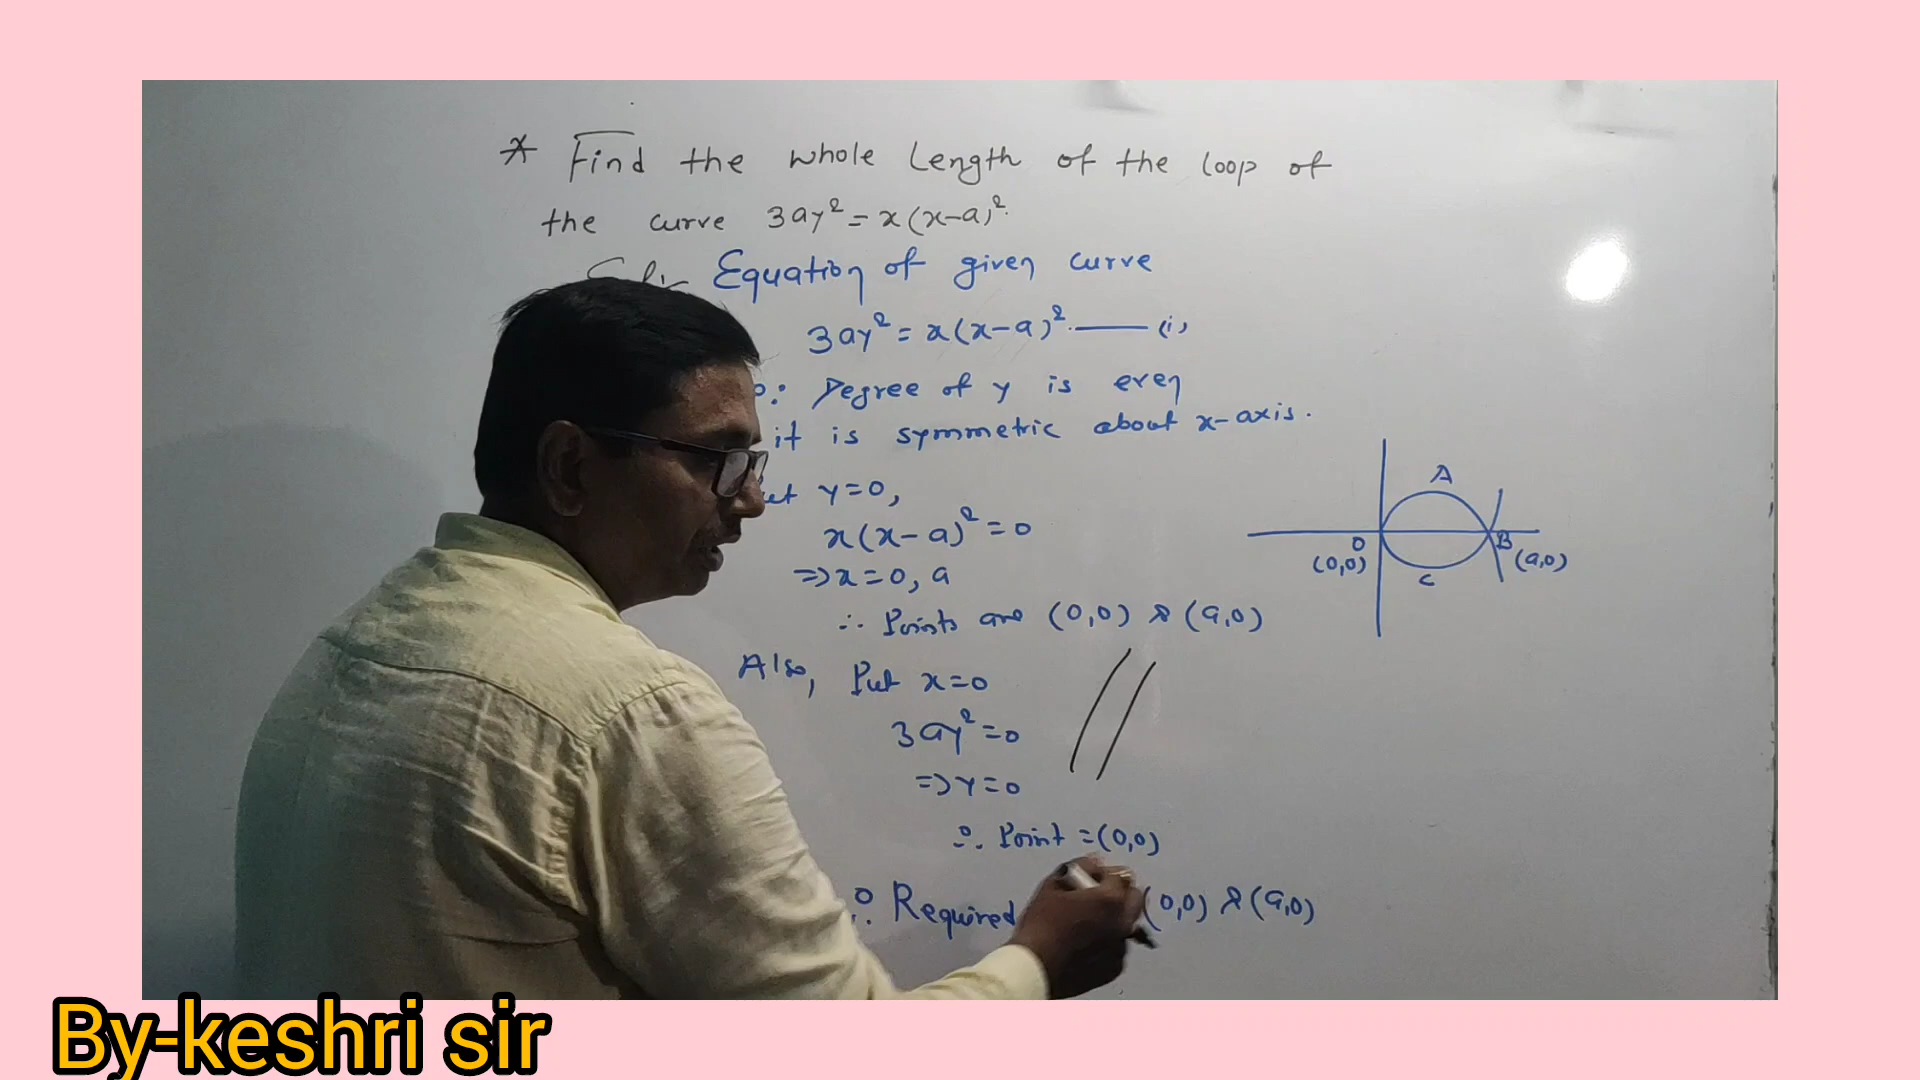 * Find the whole Length of the loop of
the curve 3ay²=x(x-a)².
Equation of given curve
3ay²=x(x-a)² —— (i)
∵ Degree of y is even
it is symmetric about x-axis.
y=0,
x(x-a)²=0
⇒x=0, a
∴ Points are (0,0) & (a,0)
Also, Put x=0
3ay²=0
⇒y=0
∴ Point =(0,0)
∴ Required (0,0) & (a,0)
A
O
B
(0,0)
(a,0)
C
By-keshri sir